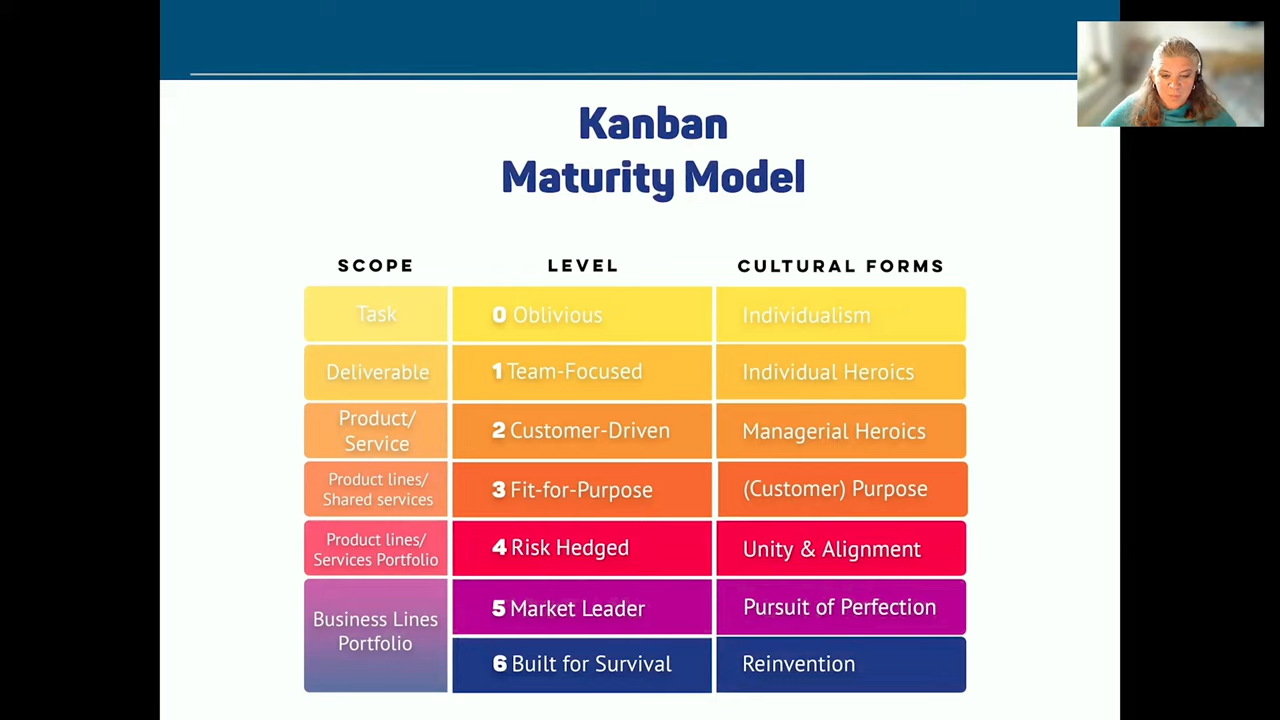 Kanban
Maturity Model
SCOPE LEVEL CULTURAL FORMS
Task 0 Oblivious Individualism
Deliverable 1 Team-Focused Individual Heroics
Product/
Service 2 Customer-Driven Managerial Heroics
Product lines/
Shared services 3 Fit-for-Purpose (Customer) Purpose
Product lines/
Services Portfolio 4 Risk Hedged Unity & Alignment
Business Lines
Portfolio
5 Market Leader Pursuit of Perfection
6 Built for Survival Reinvention